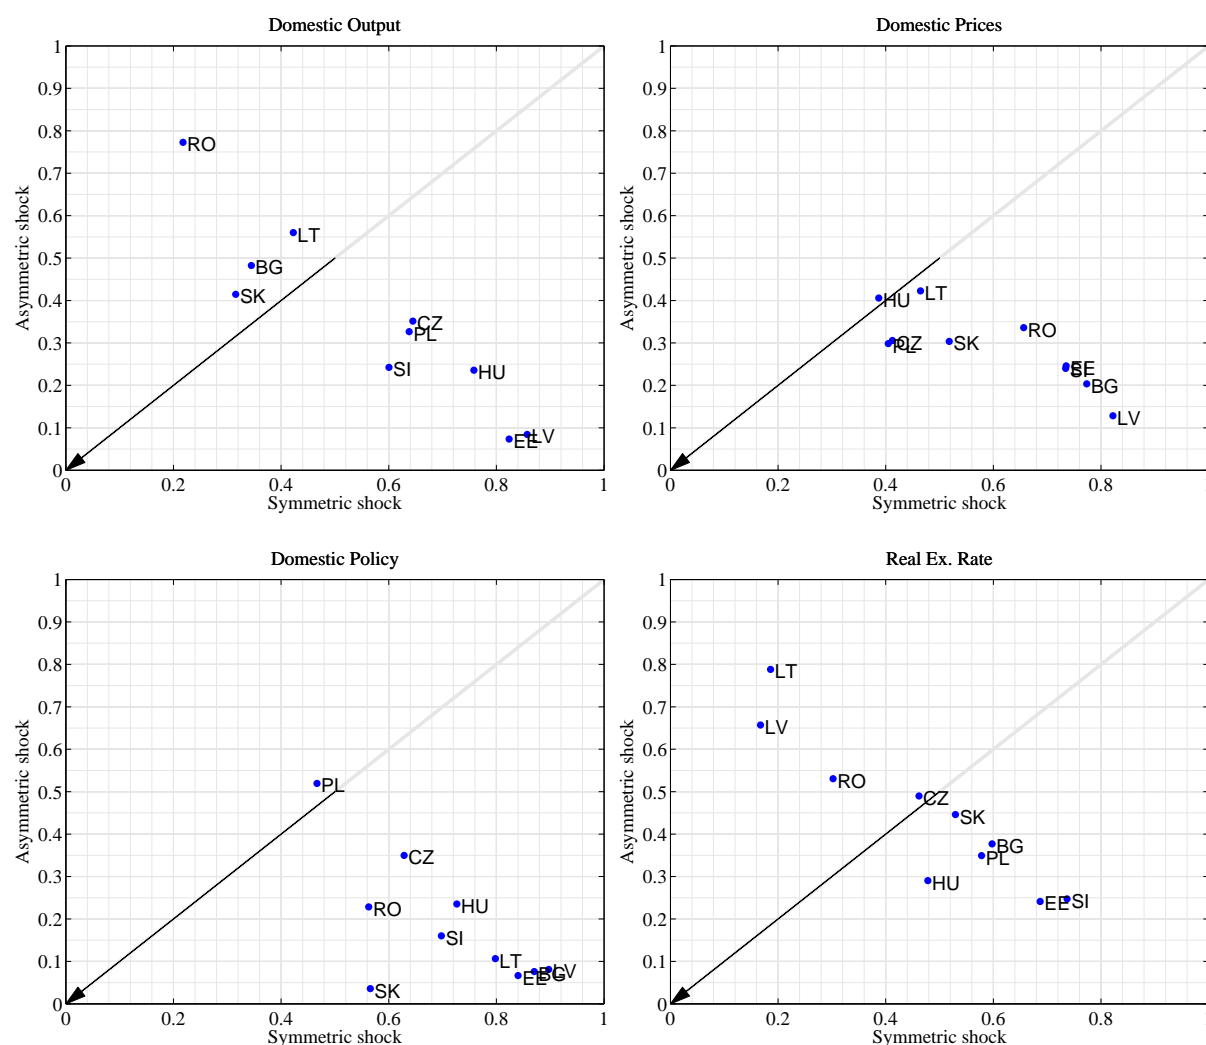 Domestic Output
Asymmetric shock
1
0.9
0.8
0.7
0.6
0.5
0.4
0.3
0.2
0.1
0
RO
LT
BG
SK
CZ
PL
SI
HU
LV
EE
0 0.2 0.4 0.6 0.8 1
Symmetric shock
Domestic Prices
Asymmetric shock
1
0.9
0.8
0.7
0.6
0.5
0.4
0.3
0.2
0.1
0
HU
LT
RO
CZ
PL
SK
EE
SI
BG
LV
0 0.2 0.4 0.6 0.8
Symmetric shock
Domestic Policy
Asymmetric shock
1
0.9
0.8
0.7
0.6
0.5
0.4
0.3
0.2
0.1
0
PL
CZ
RO
HU
SI
LT
LV
BG
EE
SK
0 0.2 0.4 0.6 0.8 1
Symmetric shock
Real Ex. Rate
Asymmetric shock
1
0.9
0.8
0.7
0.6
0.5
0.4
0.3
0.2
0.1
0
LT
LV
RO
CZ
SK
BG
PL
HU
EE
SI
0 0.2 0.4 0.6 0.8
Symmetric shock